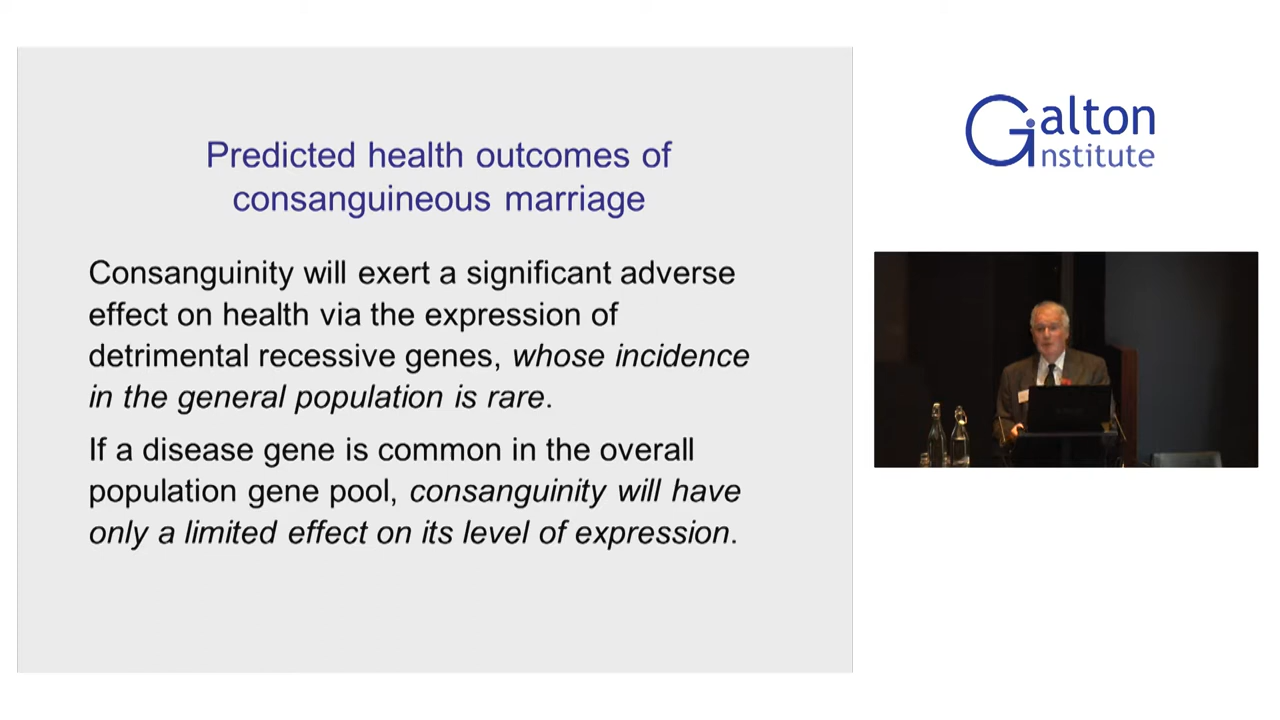 Predicted health outcomes of
consanguineous marriage
Consanguinity will exert a significant adverse
effect on health via the expression of
detrimental recessive genes, whose incidence
in the general population is rare.
If a disease gene is common in the overall
population gene pool, consanguinity will have
only a limited effect on its level of expression.
Galton
institute